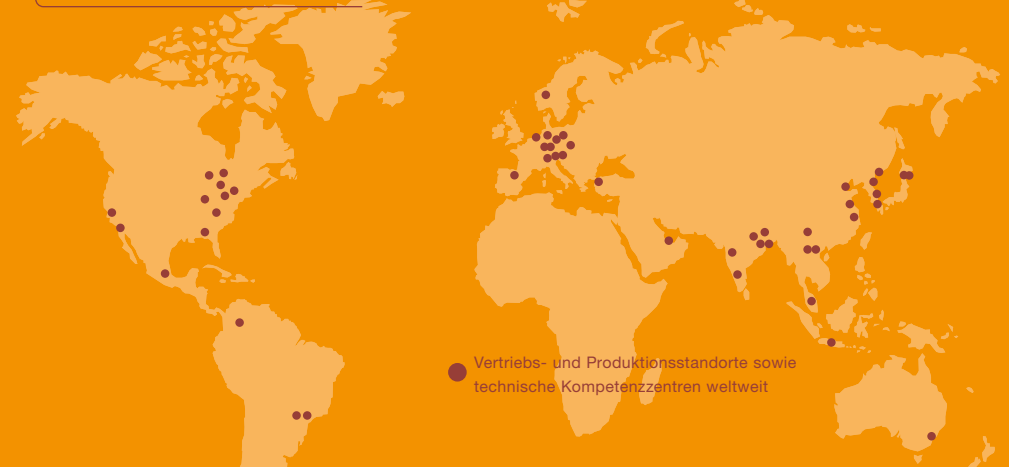 Vertriebs- und Produktionsstandorte sowie
technische Kompetenzzentren weltweit